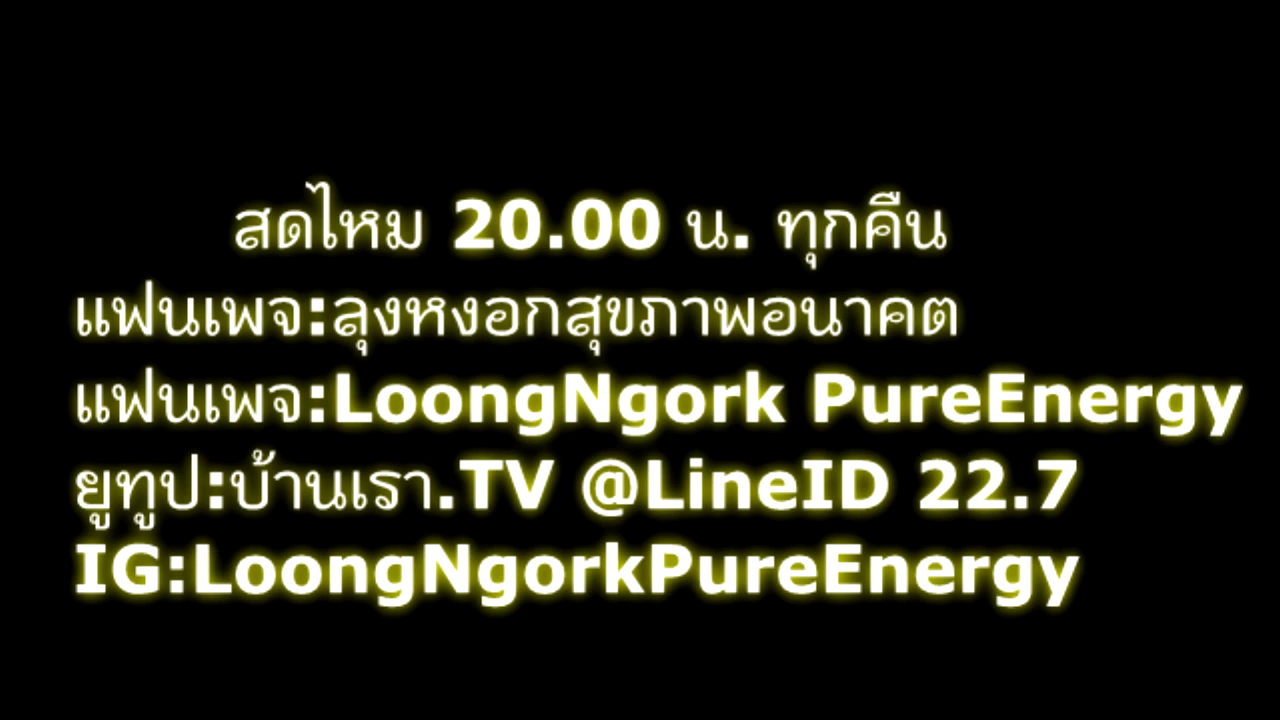 สดไหม 20.00 น. ทุกคืน
แฟนเพจ:ลุงหงอกสุขภาพอนาคต
แฟนเพจ:LoongNgork PureEnergy
ยูทูป:บ้านเรา.TV @LineID 22.7
IG:LoongNgorkPureEnergy